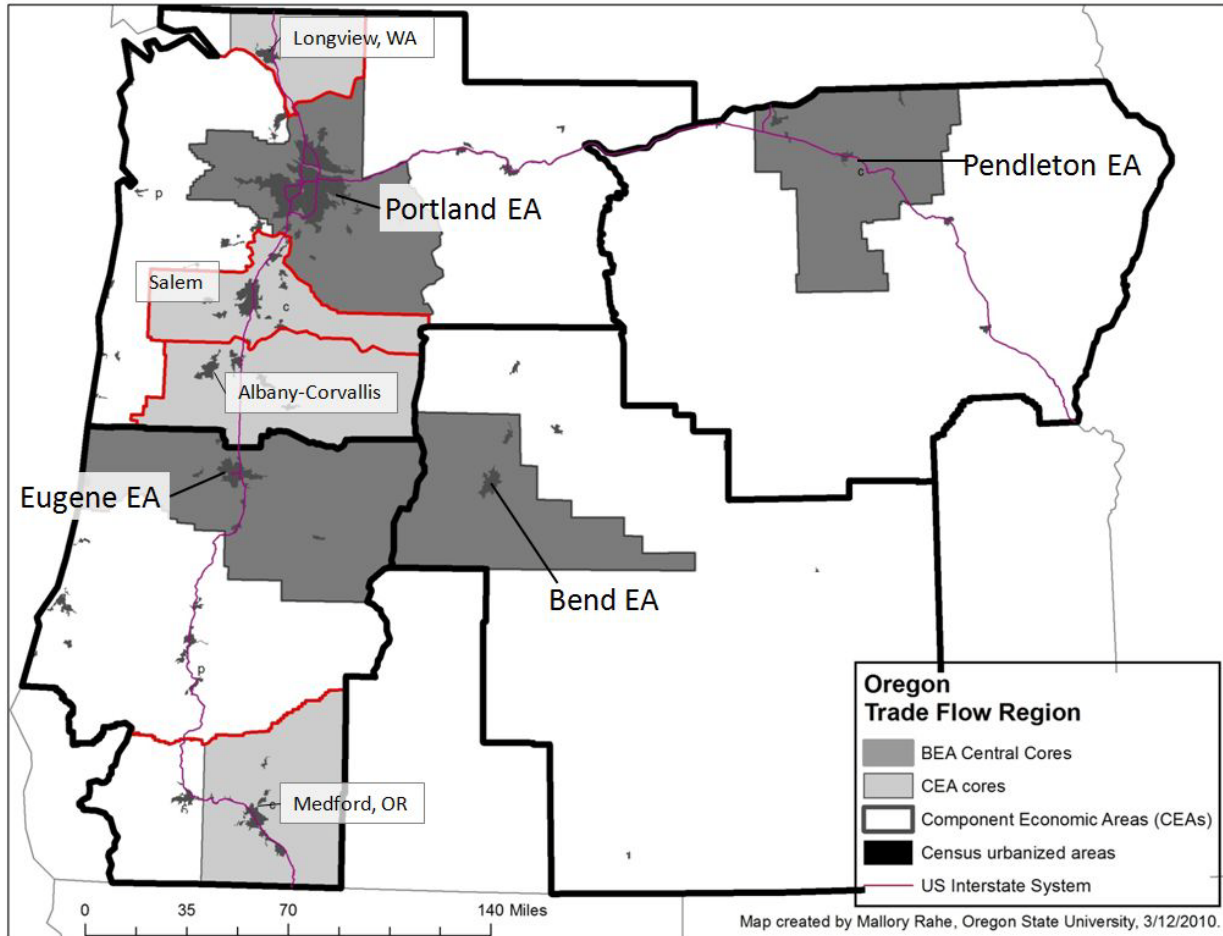 Longview, WA
Pendleton EA
c
p
Portland EA
Salem
c
Albany-Corvallis
Eugene EA
Bend EA
p
Medford, OR
c
Oregon
Trade Flow Region
BEA Central Cores
CEA cores
Component Economic Areas (CEAs)
Census urbanized areas
US Interstate System
0 35 70 140 Miles
Map created by Mallory Rahe, Oregon State University, 3/12/2010.